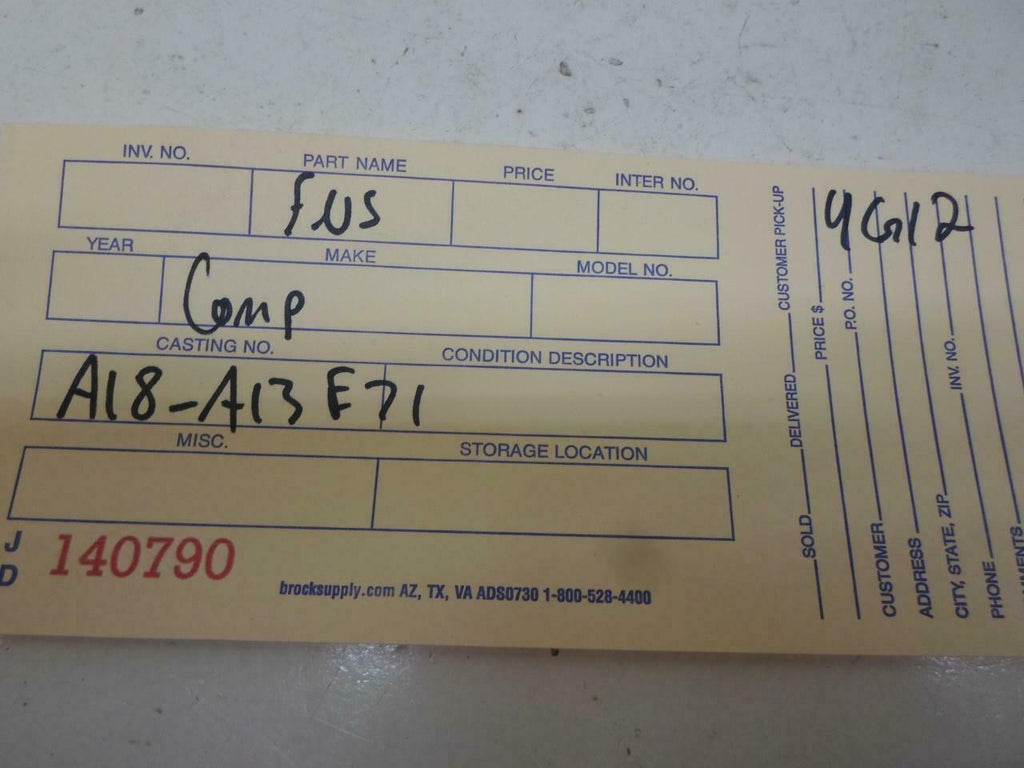 INV. NO. PART NAME PRICE INTER NO.
FUS
YEAR MAKE MODEL NO.
Comp
CASTING NO. CONDITION DESCRIPTION
A18-A13 E71
MISC. STORAGE LOCATION
J
D
140790
brocksupply.com AZ, TX, VA ADS0730 1-800-528-4400
SOLD DELIVERED CUSTOMER PICK-UP
PRICE $
P.O. NO.
CUSTOMER
ADDRESS
CITY, STATE, ZIP INV. NO.
PHONE
4G12